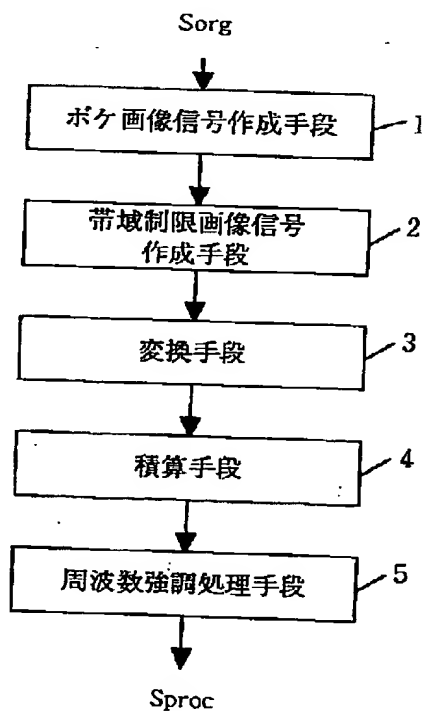 Sorg
ボケ画像信号作成手段
1
帯域制限画像信号
作成手段
2
変換手段
3
積算手段
4
周波数強調処理手段
5
Sproc